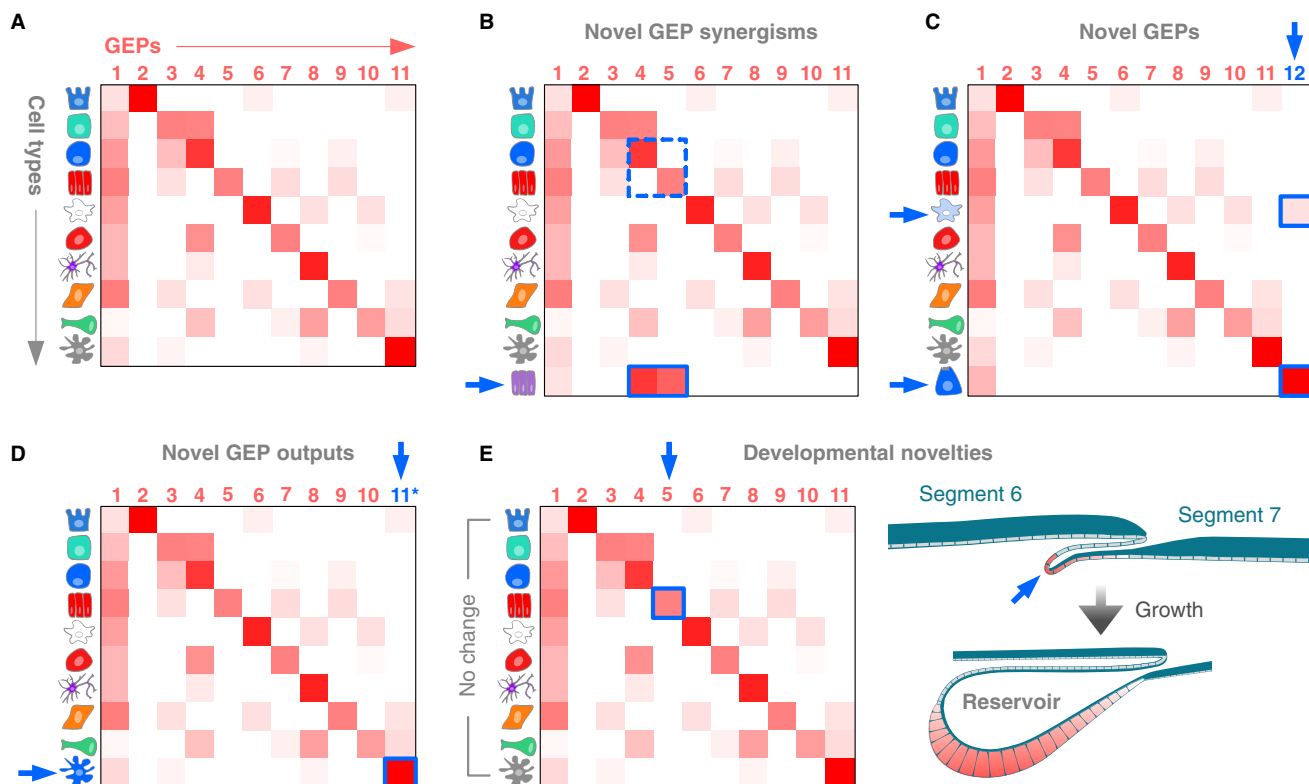 A
GEPs
1 2 3 4 5 6 7 8 9 10 11
Cell types
B
Novel GEP synergisms
1 2 3 4 5 6 7 8 9 10 11
C
Novel GEPs
1 2 3 4 5 6 7 8 9 10 11 12
D
Novel GEP outputs
1 2 3 4 5 6 7 8 9 10 11*
E
Developmental novelties
1 2 3 4 5 6 7 8 9 10 11
No change
Segment 6
Segment 7
Growth
Reservoir